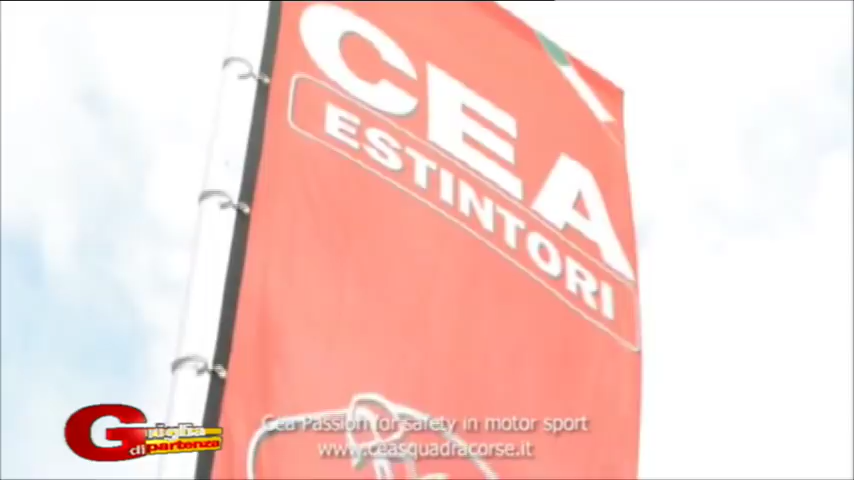 CEA
ESTINTORI
Griglia
di partenza
Cea Passion for safety in motor sport
www.ceasquadracorse.it